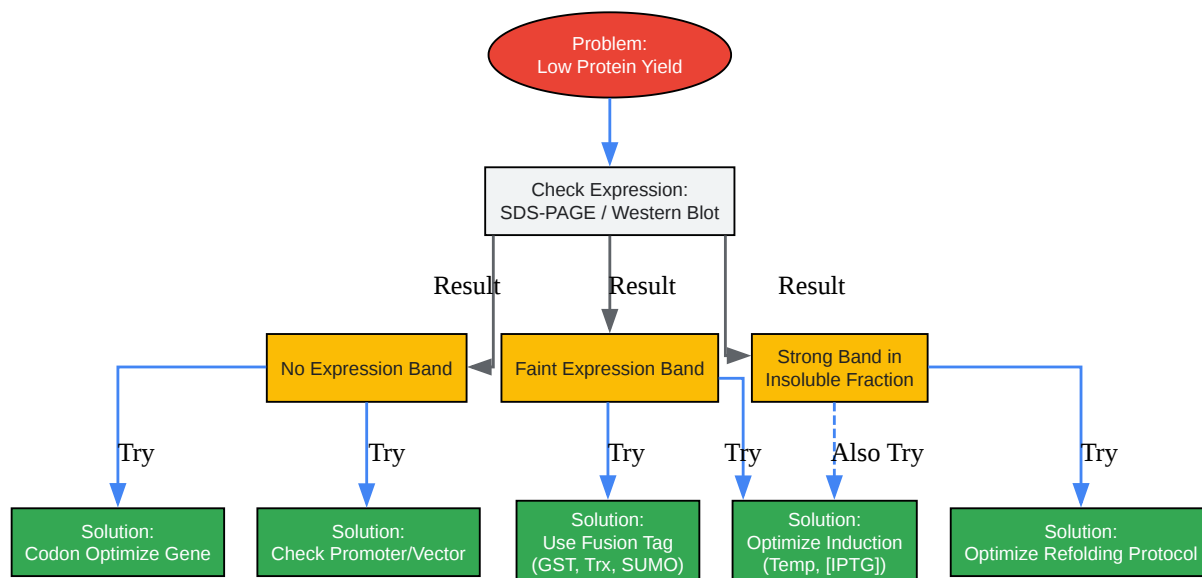 Problem:
Low Protein Yield
Check Expression:
SDS-PAGE / Western Blot
Result
Result
Result
No Expression Band
Faint Expression Band
Strong Band in
Insoluble Fraction
Try
Try
Try
Try
Also Try
Try
Solution:
Codon Optimize Gene
Solution:
Check Promoter/Vector
Solution:
Use Fusion Tag
(GST, Trx, SUMO)
Solution:
Optimize Induction
(Temp, [IPTG])
Solution:
Optimize Refolding Protocol